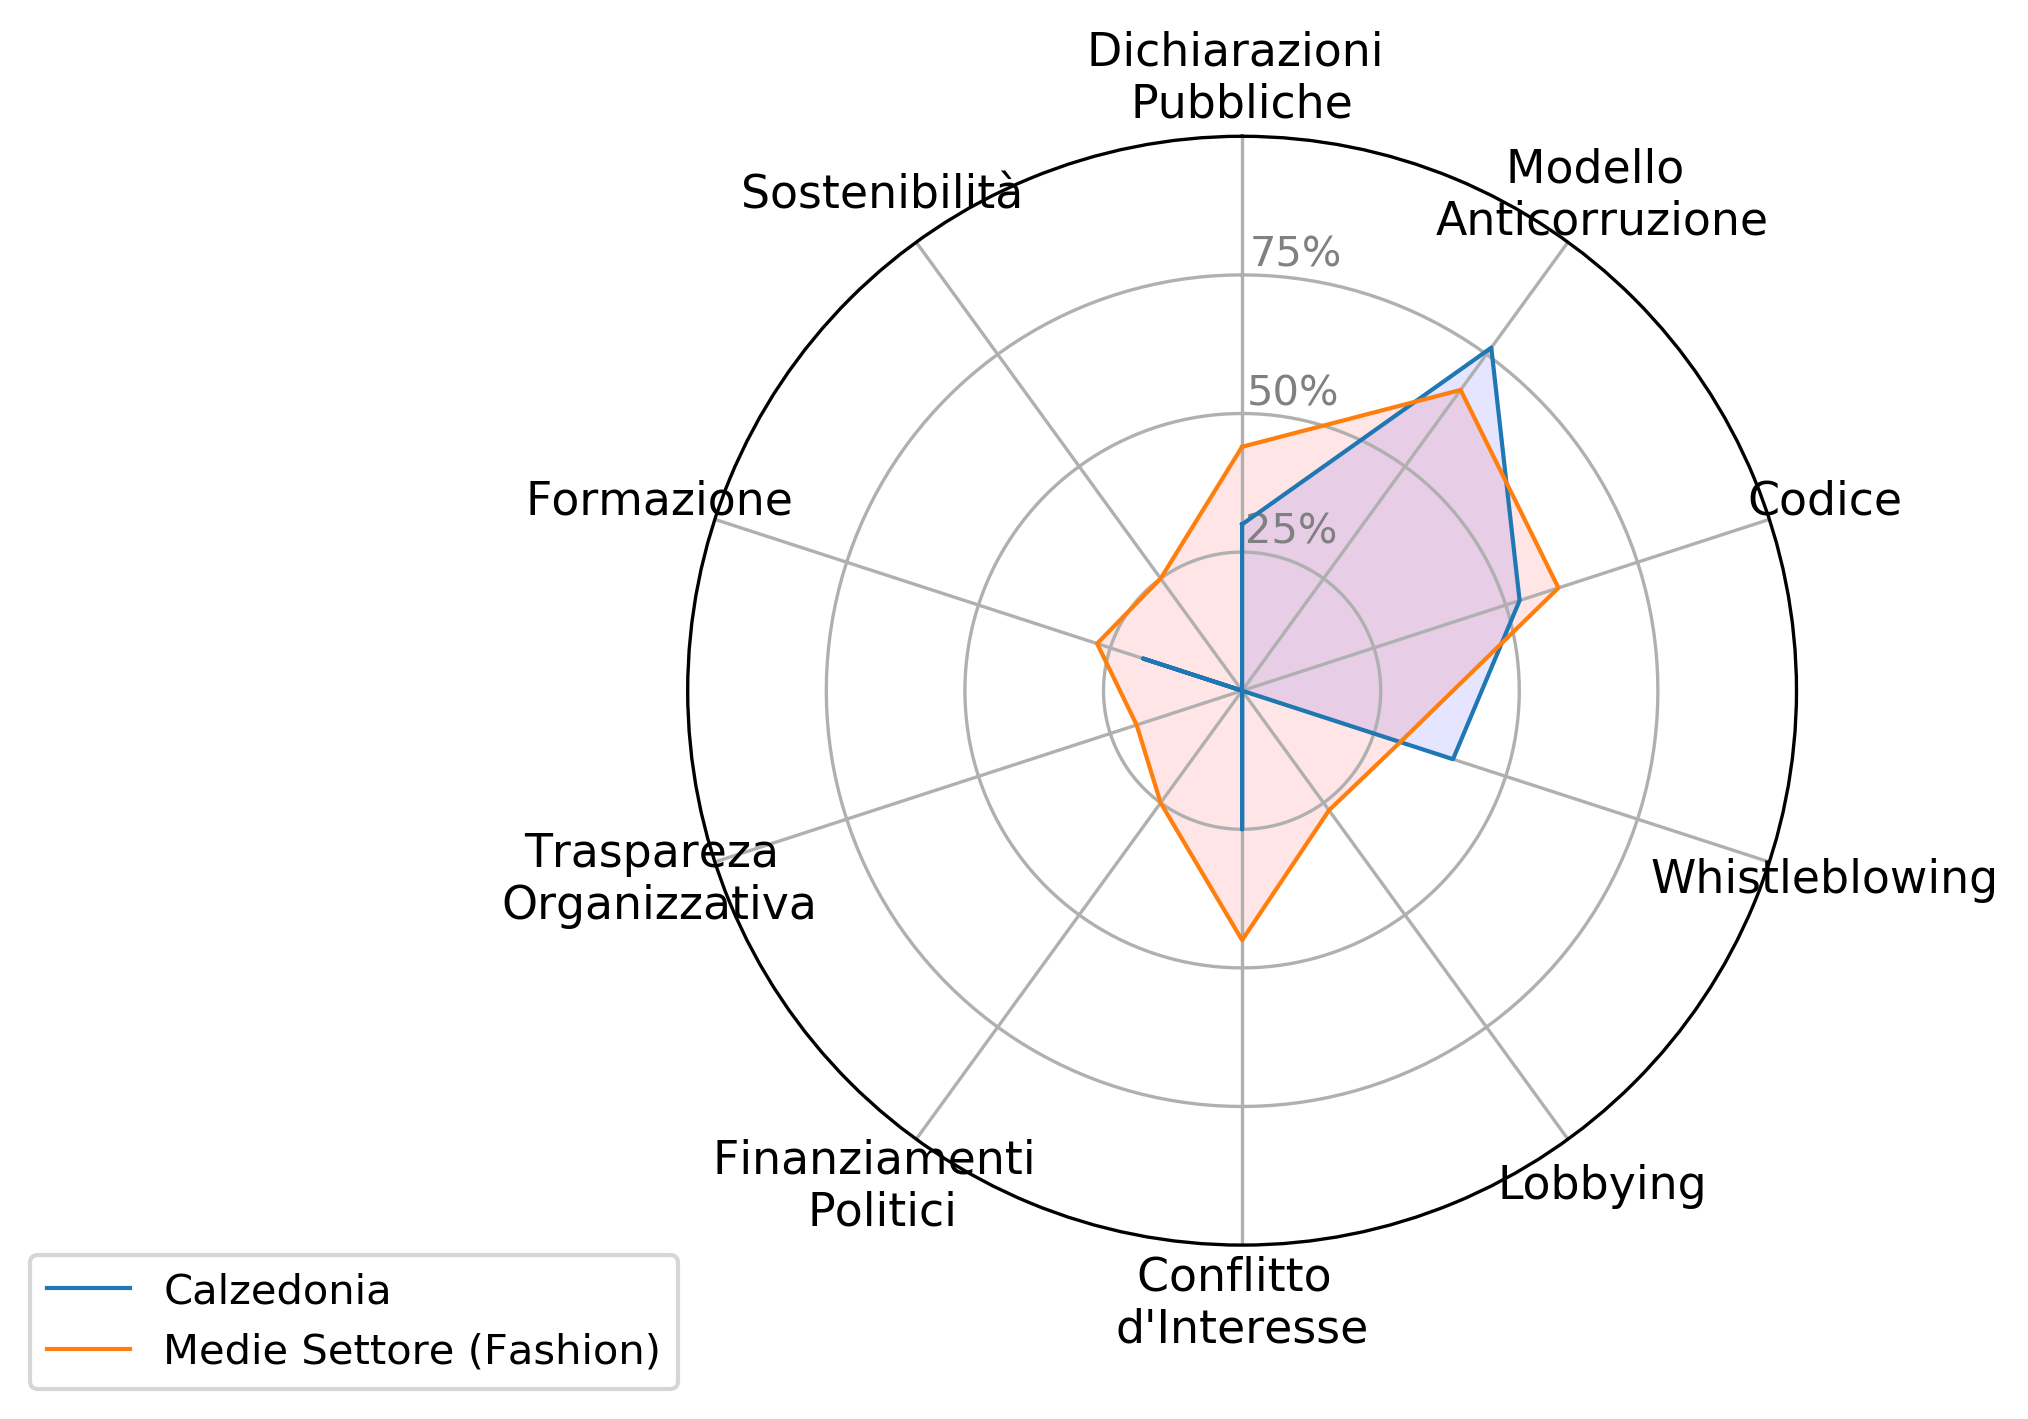 Dichiarazioni
Pubbliche
Modello
Anticorruzione
Sostenibilità
75%
50%
Formazione
Codice
25%
Traspareza
Organizzativa
Whistleblowing
Finanziamenti
Politici
Lobbying
Conflitto
d'Interesse
Calzedonia
Medie Settore (Fashion)